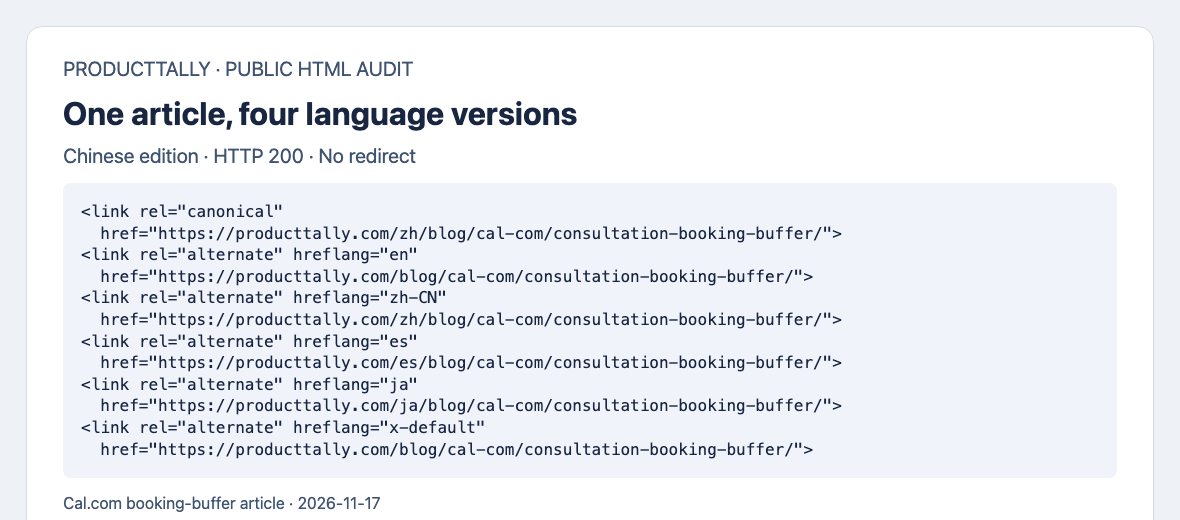 PRODUCTTALLY · PUBLIC HTML AUDIT
One article, four language versions
Chinese edition · HTTP 200 · No redirect
<link rel="canonical"
href="https://producttally.com/zh/blog/cal-com/consultation-booking-buffer/">
<link rel="alternate" hreflang="en"
href="https://producttally.com/blog/cal-com/consultation-booking-buffer/">
<link rel="alternate" hreflang="zh-CN"
href="https://producttally.com/zh/blog/cal-com/consultation-booking-buffer/">
<link rel="alternate" hreflang="es"
href="https://producttally.com/es/blog/cal-com/consultation-booking-buffer/">
<link rel="alternate" hreflang="ja"
href="https://producttally.com/ja/blog/cal-com/consultation-booking-buffer/">
<link rel="alternate" hreflang="x-default"
href="https://producttally.com/blog/cal-com/consultation-booking-buffer/">
Cal.com booking-buffer article · 2026-11-17